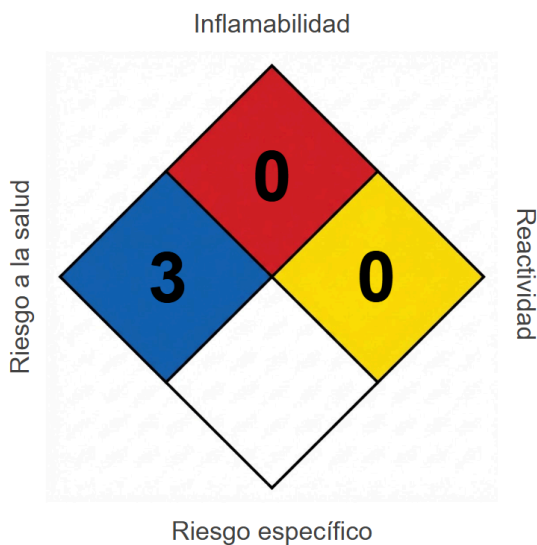 Inflamabilidad
0
Riesgo a la salud
3
0
Reactividad
Riesgo específico